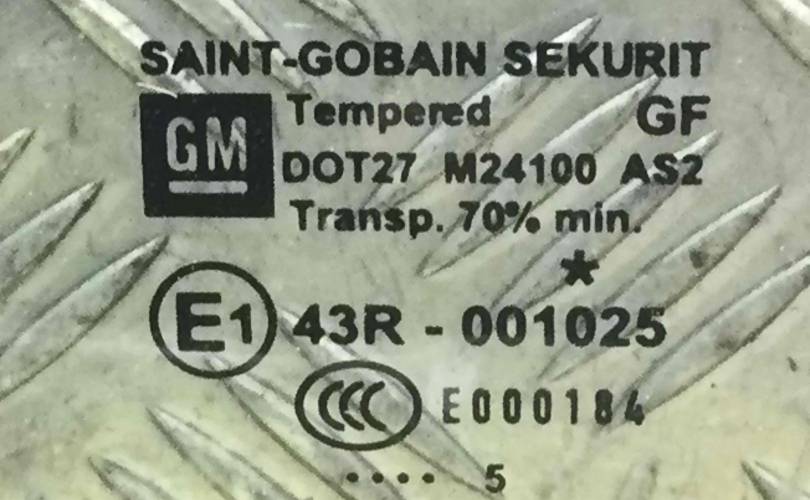 SAINT-GOBAIN SEKURIT
GM
Tempered GF
DOT27 M24100 AS2
Transp. 70% min.
*
E1 43R - 001025
CCC E000184
.... 5